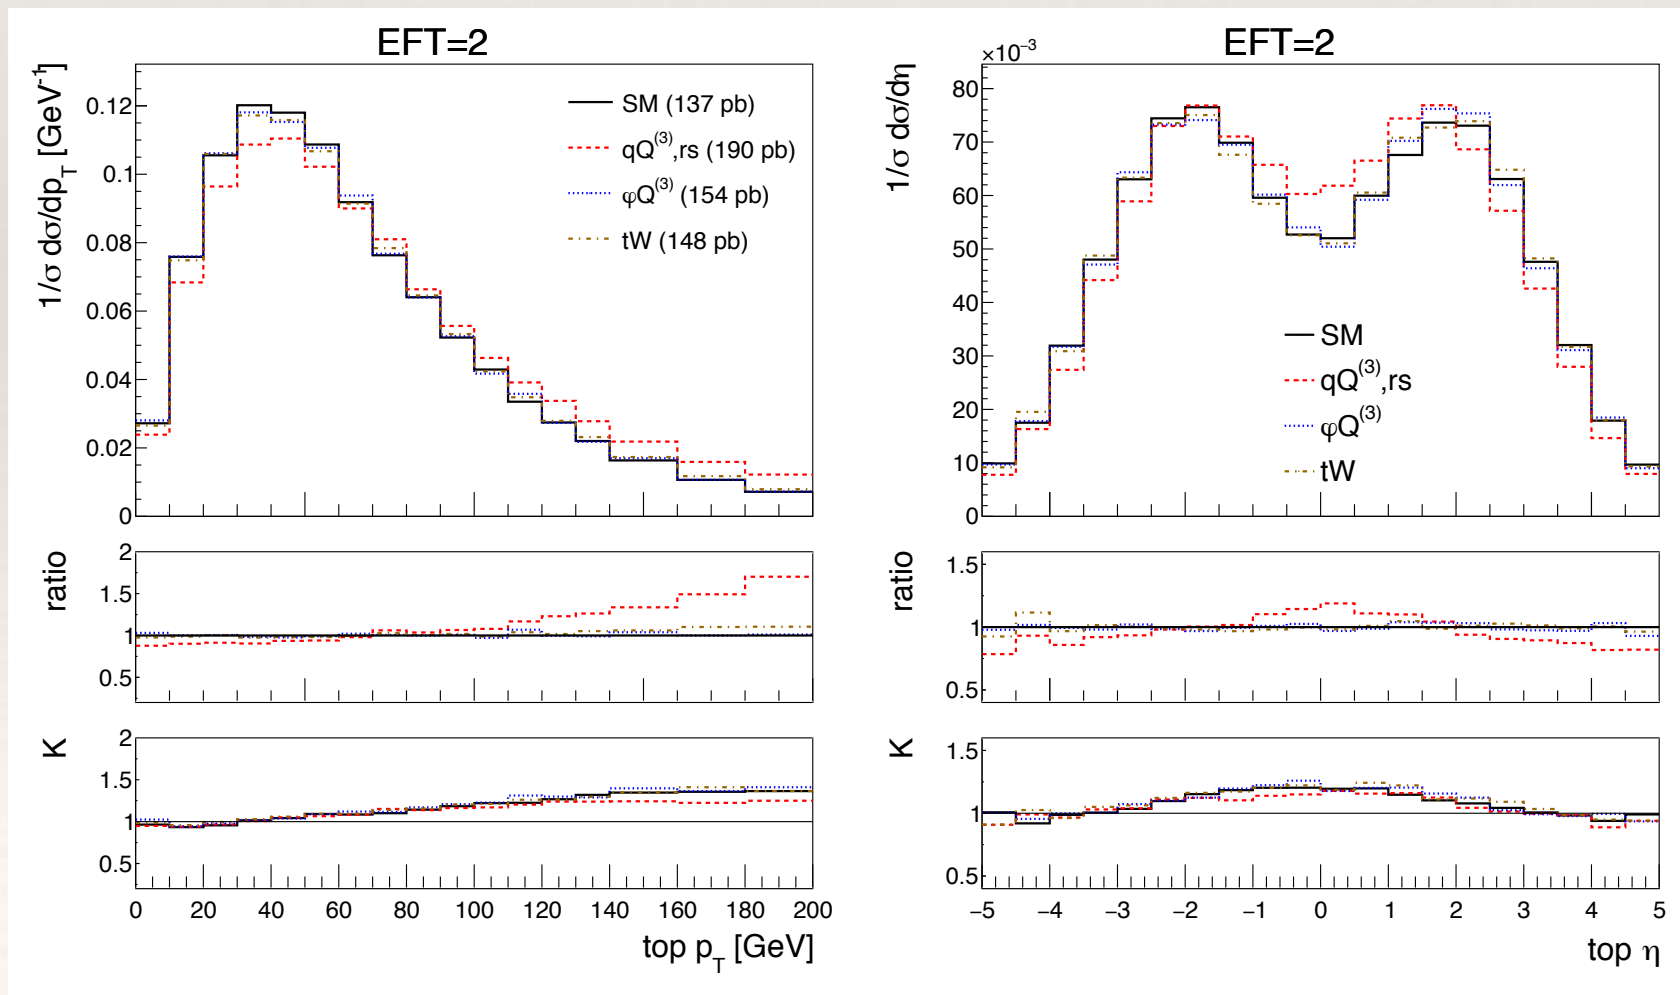 EFT=2
1/σ dσ/dp_T [GeV⁻¹]
0.12
0.1
0.08
0.06
0.04
0.02
0
SM (137 pb)
qQ⁽³⁾,rs (190 pb)
φQ⁽³⁾ (154 pb)
tW (148 pb)
ratio
2
1.5
1
0.5
K
2
1.5
1
0.5
0 20 40 60 80 100 120 140 160 180 200
top p_T [GeV]
EFT=2
×10⁻³
1/σ dσ/dη
80
70
60
50
40
30
20
10
0
SM
qQ⁽³⁾,rs
φQ⁽³⁾
tW
ratio
1.5
1
0.5
K
1.5
1
0.5
−5 −4 −3 −2 −1 0 1 2 3 4 5
top η